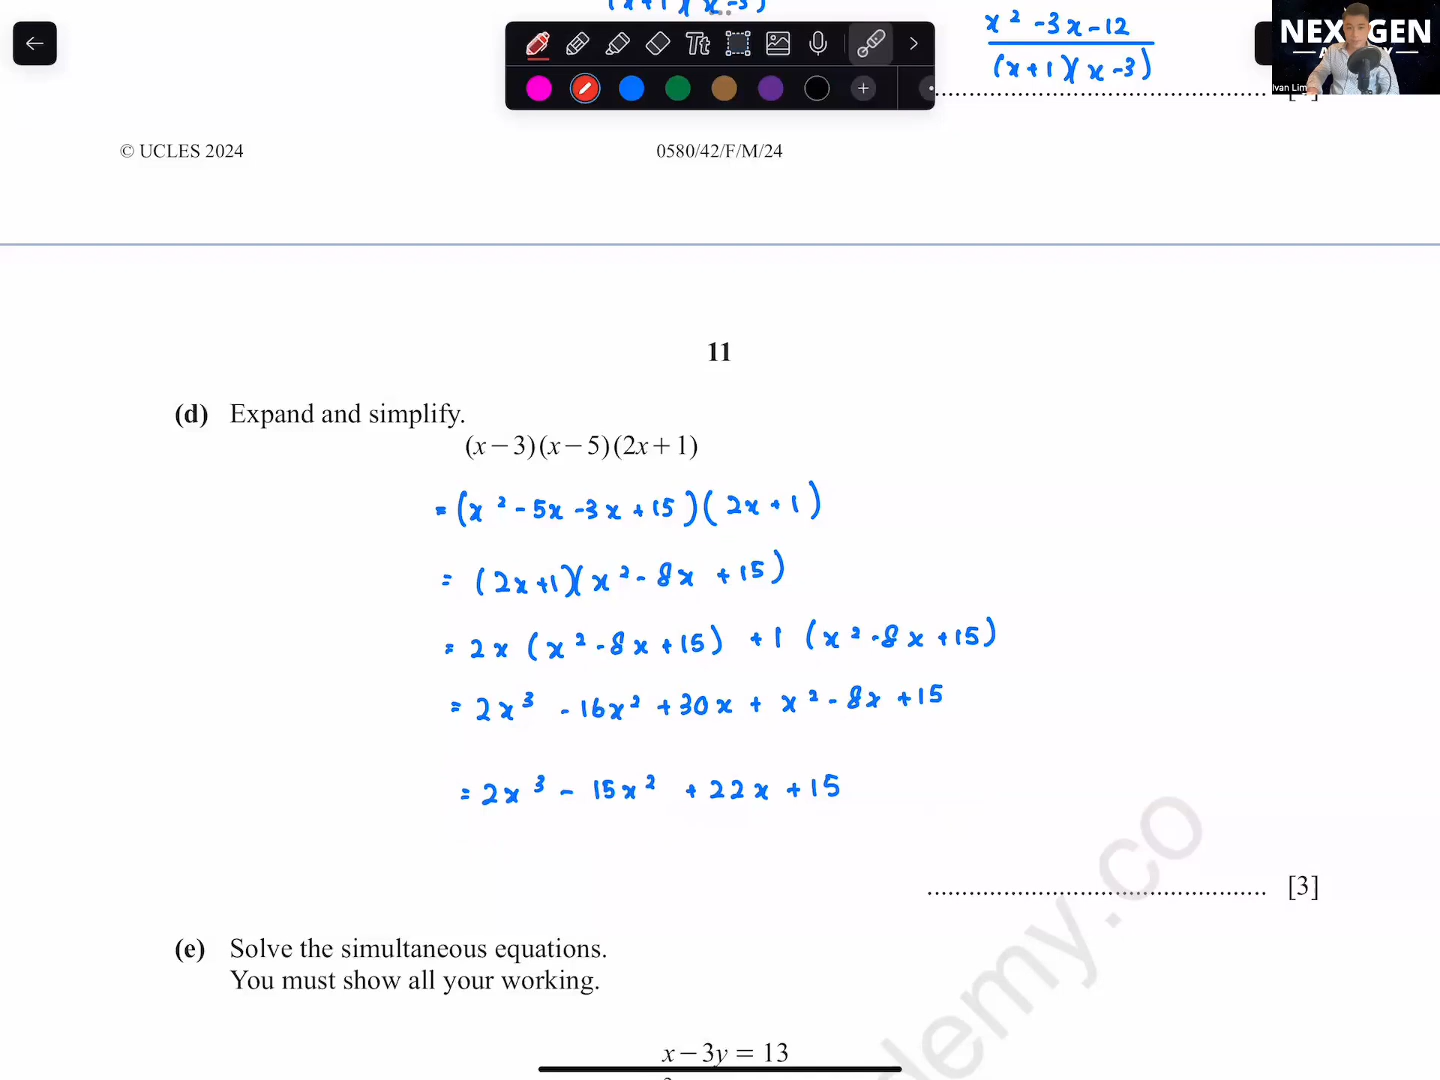 x² -3x-12
(x+1)(x-3)
NEXGEN
Ivan Lim
© UCLES 2024
0580/42/F/M/24
11
(d) Expand and simplify.
(x−3)(x−5)(2x+1)
= (x² -5x -3x +15)(2x+1)
= (2x+1)(x² -8x +15)
= 2x (x² -8x +15) +1 (x² -8x +15)
= 2x³ -16x² +30x + x² -8x +15
= 2x³ - 15x² + 22x +15
[3]
(e) Solve the simultaneous equations.
You must show all your working.
x−3y = 13
demy.co